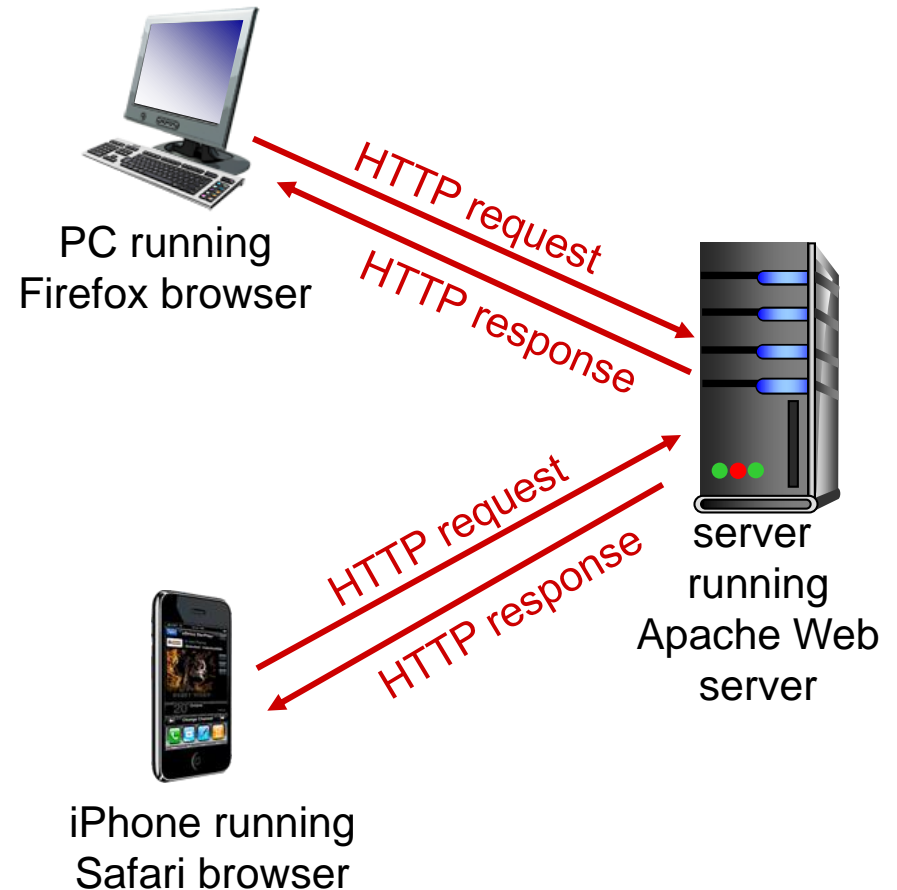 HTTP request
HTTP response
PC running
Firefox browser
server
running
Apache Web
server
HTTP request
HTTP response
iPhone running
Safari browser